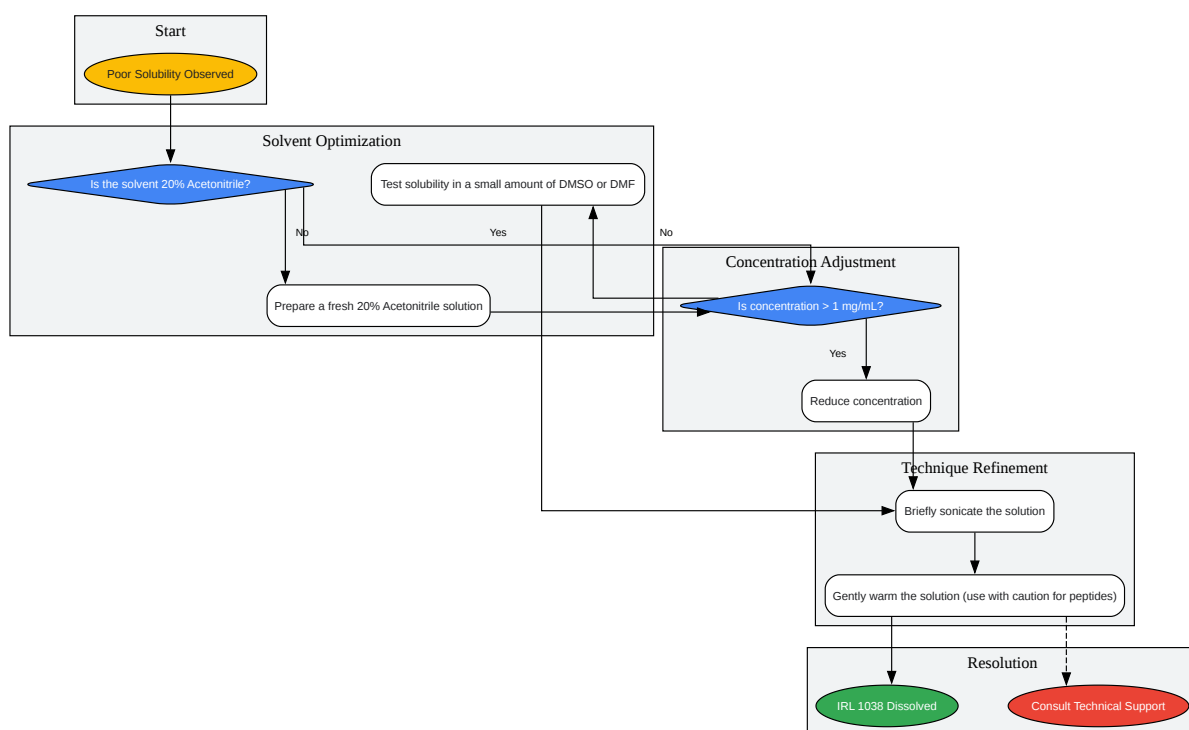 Start
Poor Solubility Observed
Solvent Optimization
Is the solvent 20% Acetonitrile?
Test solubility in a small amount of DMSO or DMF
No
Yes
No
Concentration Adjustment
Prepare a fresh 20% Acetonitrile solution
Is concentration > 1 mg/mL?
Yes
Reduce concentration
Technique Refinement
Briefly sonicate the solution
Gently warm the solution (use with caution for peptides)
Resolution
IRL 1038 Dissolved
Consult Technical Support